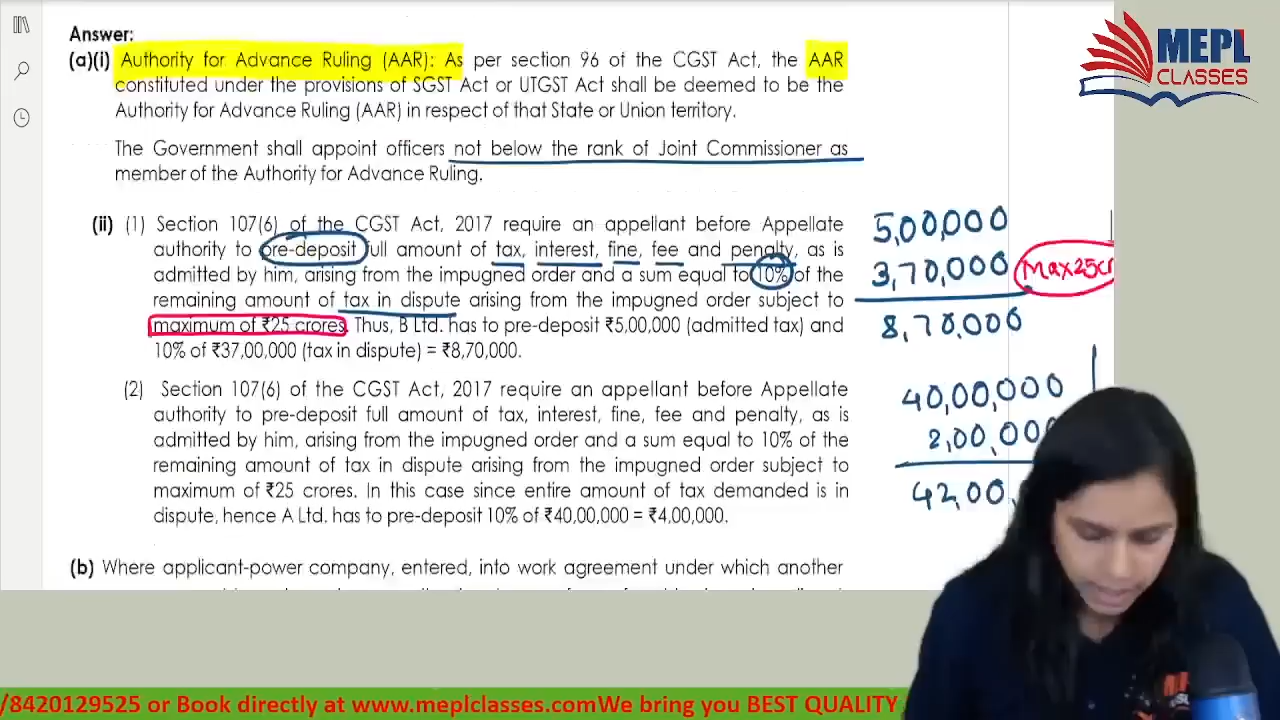 Answer:
(a)(i) Authority for Advance Ruling (AAR): As per section 96 of the CGST Act, the AAR
constituted under the provisions of SGST Act or UTGST Act shall be deemed to be the
Authority for Advance Ruling (AAR) in respect of that State or Union territory.
The Government shall appoint officers not below the rank of Joint Commissioner as
member of the Authority for Advance Ruling.
(ii) (1) Section 107(6) of the CGST Act, 2017 require an appellant before Appellate
authority to pre-deposit full amount of tax, interest, fine, fee and penalty, as is
admitted by him, arising from the impugned order and a sum equal to 10% of the
remaining amount of tax in dispute arising from the impugned order subject to
maximum of ₹25 crores. Thus, B Ltd. has to pre-deposit ₹5,00,000 (admitted tax) and
10% of ₹37,00,000 (tax in dispute) = ₹8,70,000.
(2) Section 107(6) of the CGST Act, 2017 require an appellant before Appellate
authority to pre-deposit full amount of tax, interest, fine, fee and penalty, as is
admitted by him, arising from the impugned order and a sum equal to 10% of the
remaining amount of tax in dispute arising from the impugned order subject to
maximum of ₹25 crores. In this case since entire amount of tax demanded is in
dispute, hence A Ltd. has to pre-deposit 10% of ₹40,00,000 = ₹4,00,000.
(b) Where applicant-power company, entered, into work agreement under which another
5,00,000
3,70,000 Max 25 cr
8,70,000
40,00,000
2,00,000
42,00,
MEPL
CLASSES
/8420129525 or Book directly at www.meplclasses.comWe bring you BEST QUALITY